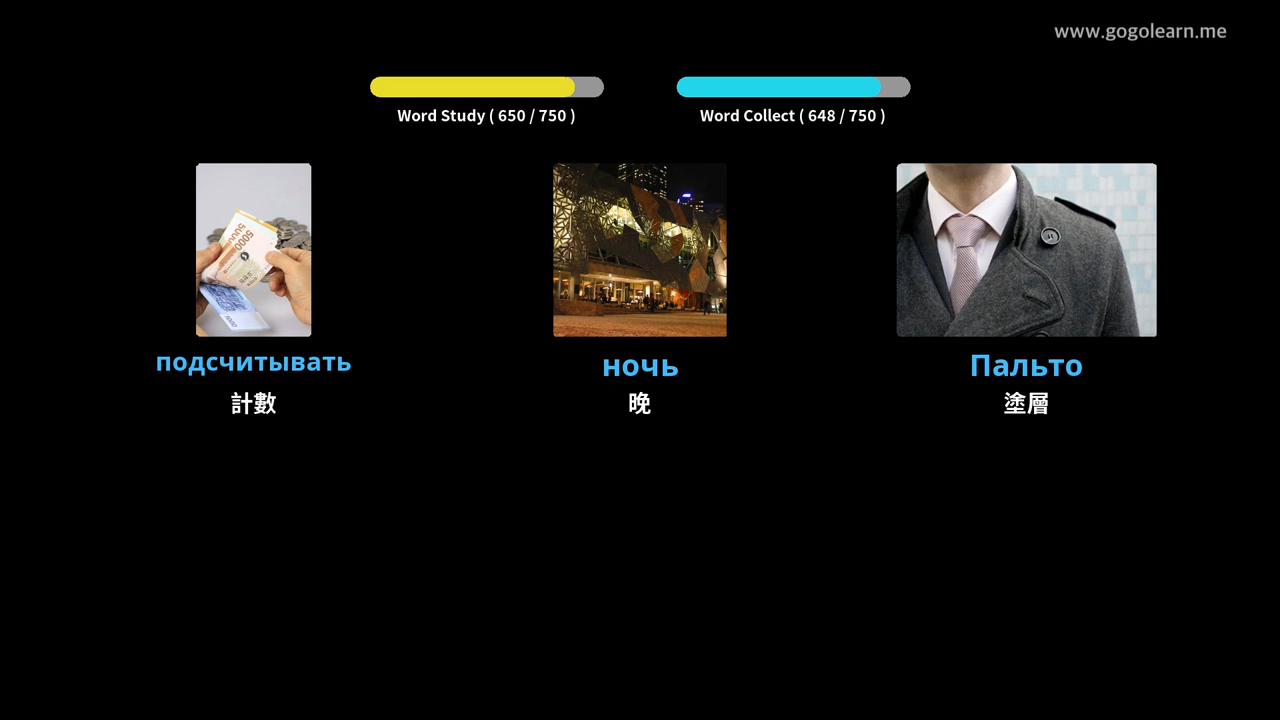 www.gogolearn.me
Word Study ( 650 / 750 )
Word Collect ( 648 / 750 )
5000
подсчитывать
ночь
Пальто
計數
晚
塗層